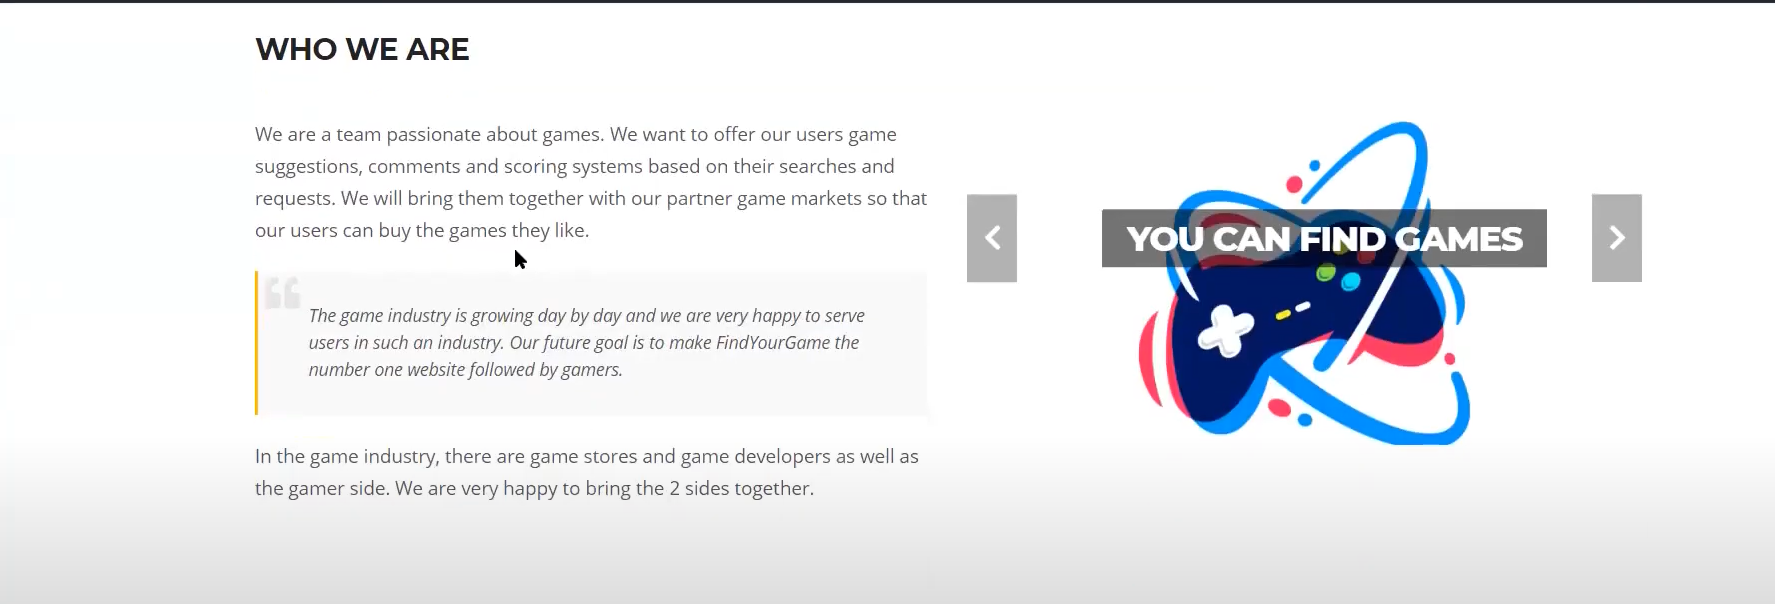 WHO WE ARE
We are a team passionate about games. We want to offer our users game
suggestions, comments and scoring systems based on their searches and
requests. We will bring them together with our partner game markets so that
our users can buy the games they like.
The game industry is growing day by day and we are very happy to serve
users in such an industry. Our future goal is to make FindYourGame the
number one website followed by gamers.
In the game industry, there are game stores and game developers as well as
the gamer side. We are very happy to bring the 2 sides together.
YOU CAN FIND GAMES